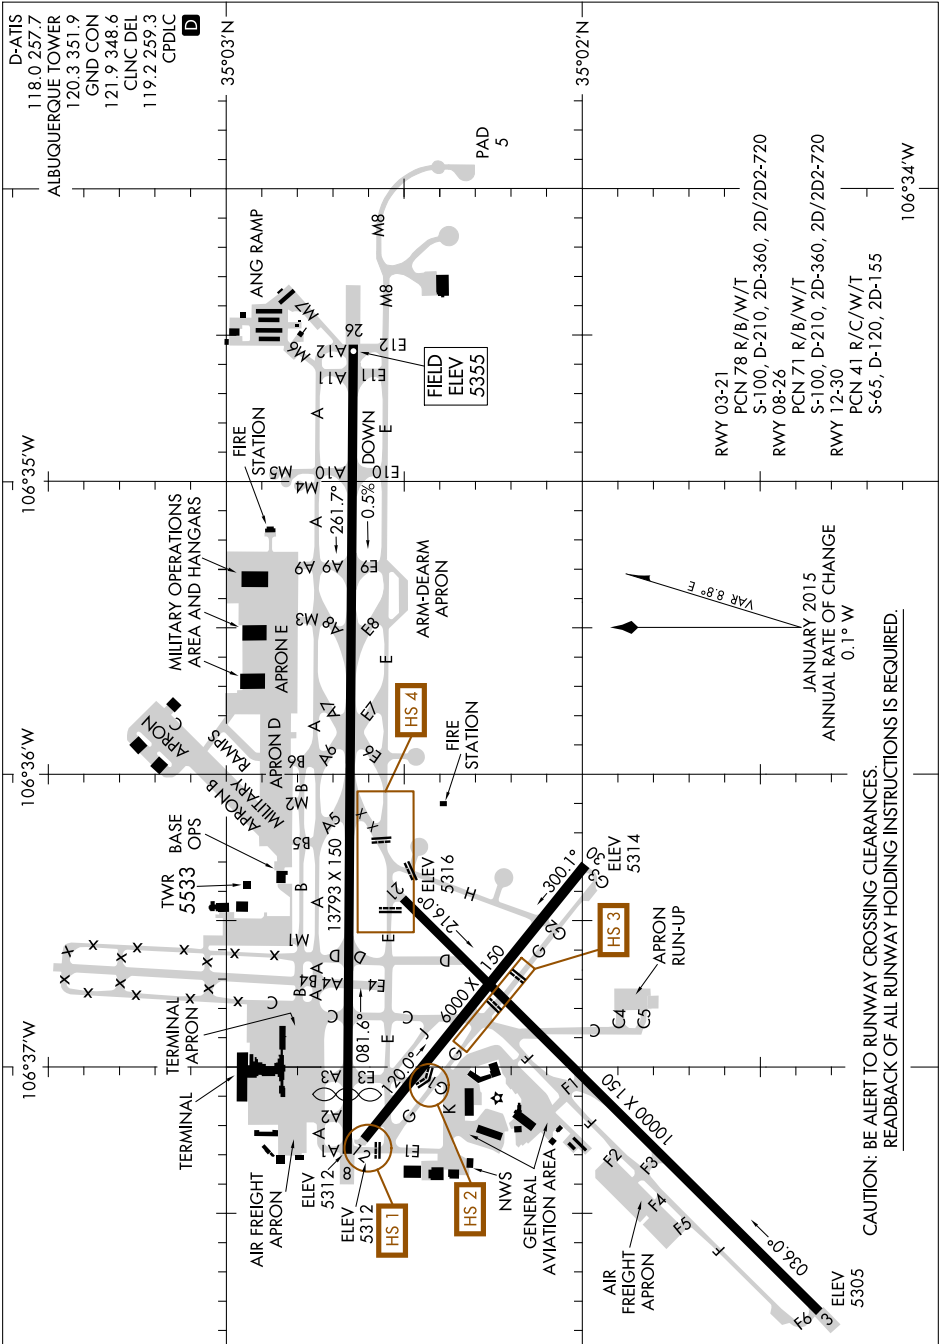 D-ATIS
118.0 257.7
ALBUQUERQUE TOWER
120.3 351.9
GND CON
121.9 348.6
CLNC DEL
119.2 259.3
CPDLC
D
35°03'N
35°02'N
106°34'W
106°35'W
106°36'W
106°37'W
PAD
5
M8
M8
ANG RAMP
M7
M6
26
A12
E12
A11
E11
FIELD
ELEV
5355
A
E
FIRE
STATION
M5
M4
A10
E10
261.7°
0.5% DOWN
A
MILITARY OPERATIONS
AREA AND HANGARS
A9
A9
E9
ARM-DEARM
APRON
M3
A8
E8
APRON E
E
APRON
C
MILITARY RAMPS
APRON B
APRON D
A
A7
E7
B6
A6
E6
HS 4
FIRE
STATION
M2
B
A5
X
X
B5
BASE
OPS
TWR
5533
B
A
13793 X 150
21
ELEV
5316
216.0°
H
30
ELEV
5314
300.1°
G3
G2
G
HS 3
M1
D
D
E
X
X
X
X
X
X
X
X
X
X
X
X
A
B4
B
A
A4
E4
C
C
C
081.6°
E
6000 X 150
J
G
C
C4
C5
APRON
RUN-UP
TERMINAL
APRON
TERMINAL
A3
E3
120.0°
G1
G
K
F
F1
F
A2
A
A1
E1
8
12
ELEV
5312
ELEV
5312
HS 1
HS 2
NWS
GENERAL
AVIATION AREA
AIR FREIGHT
APRON
10000 X 150
F2
F3
F4
F5
F
AIR
FREIGHT
APRON
036.0°
F6
3
ELEV
5305
RWY 03-21
PCN 78 R/B/W/T
S-100, D-210, 2D-360, 2D/2D2-720
RWY 08-26
PCN 71 R/B/W/T
S-100, D-210, 2D-360, 2D/2D2-720
RWY 12-30
PCN 41 R/C/W/T
S-65, D-120, 2D-155
VAR 8.8° E
JANUARY 2015
ANNUAL RATE OF CHANGE
0.1° W
CAUTION: BE ALERT TO RUNWAY CROSSING CLEARANCES.
READBACK OF ALL RUNWAY HOLDING INSTRUCTIONS IS REQUIRED.